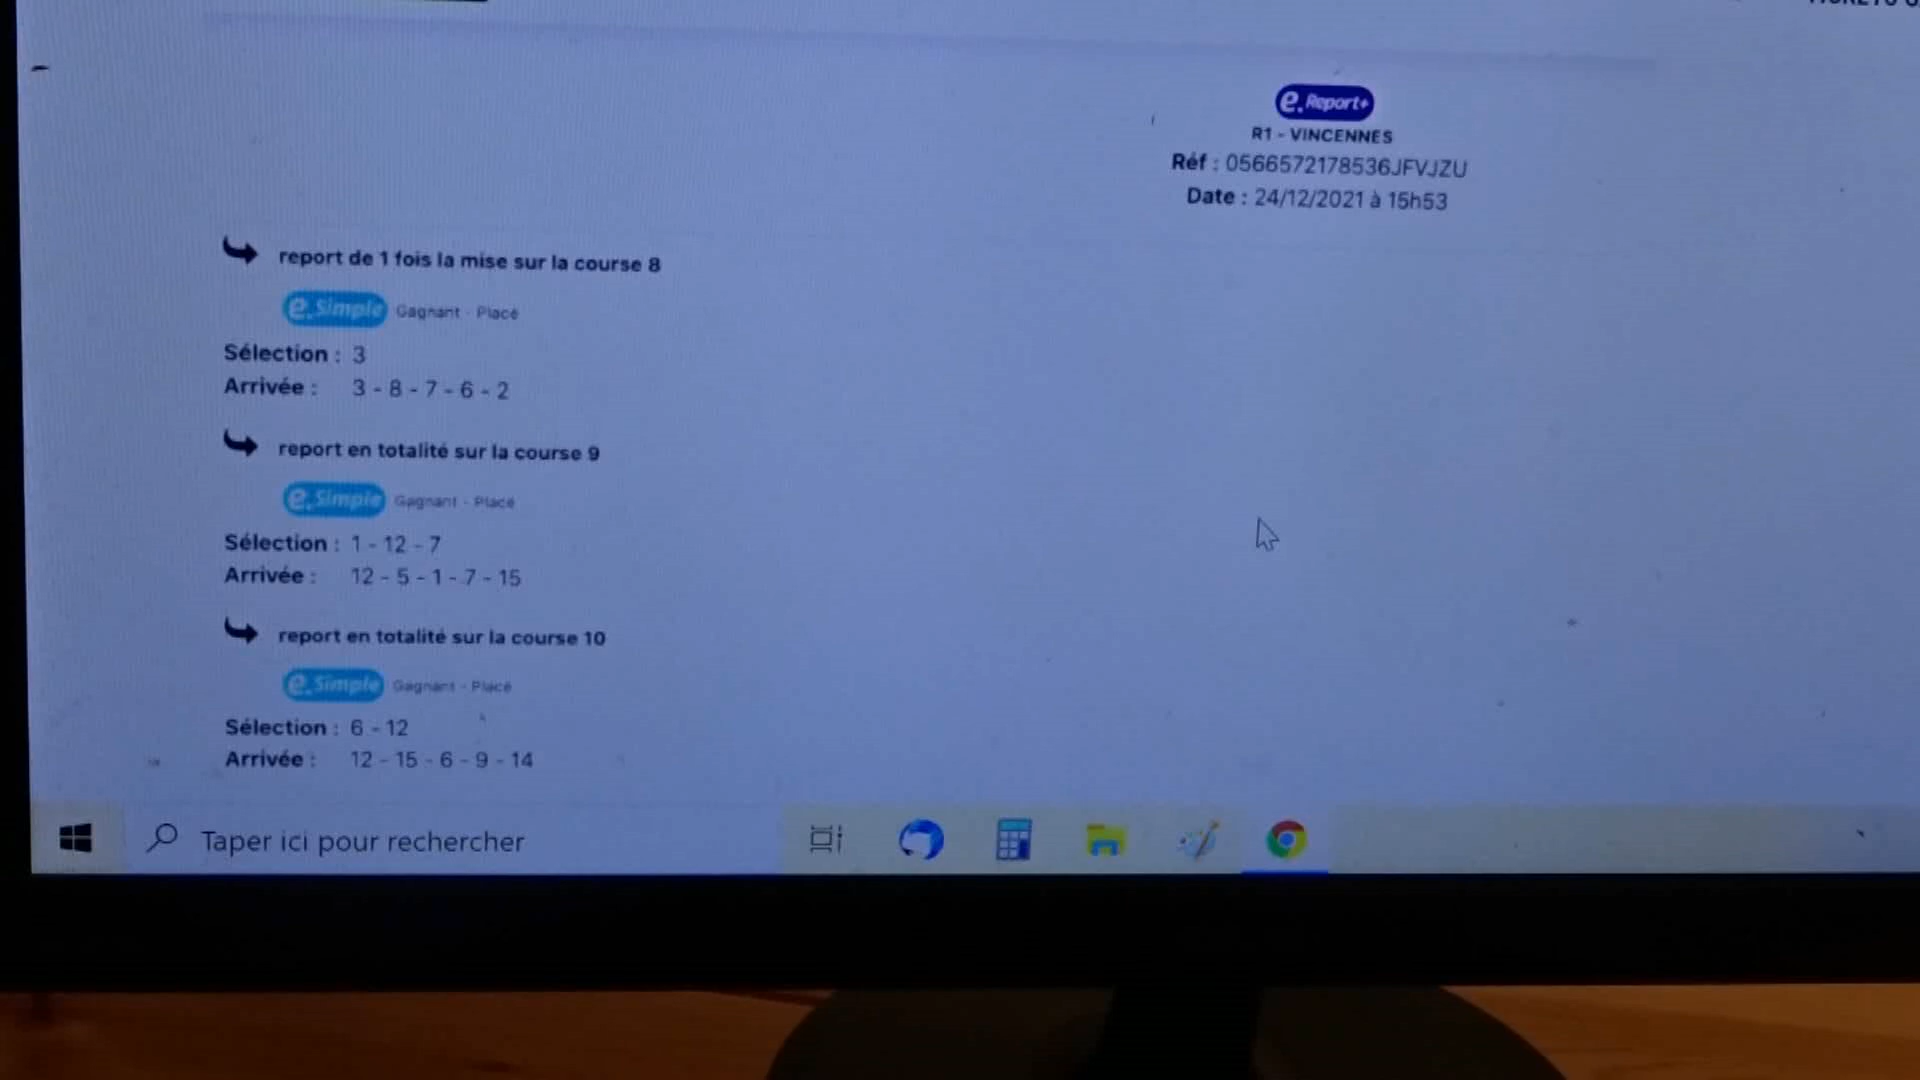 e.Report+
R1 - VINCENNES
Réf : 0566572178536JFVJZU
Date : 24/12/2021 à 15h53
report de 1 fois la mise sur la course 8
e.Simple Gagnant - Placé
Sélection : 3
Arrivée : 3 - 8 - 7 - 6 - 2
report en totalité sur la course 9
e.Simple Gagnant - Placé
Sélection : 1 - 12 - 7
Arrivée : 12 - 5 - 1 - 7 - 15
report en totalité sur la course 10
e.Simple Gagnant - Placé
Sélection : 6 - 12
Arrivée : 12 - 15 - 6 - 9 - 14
Taper ici pour rechercher